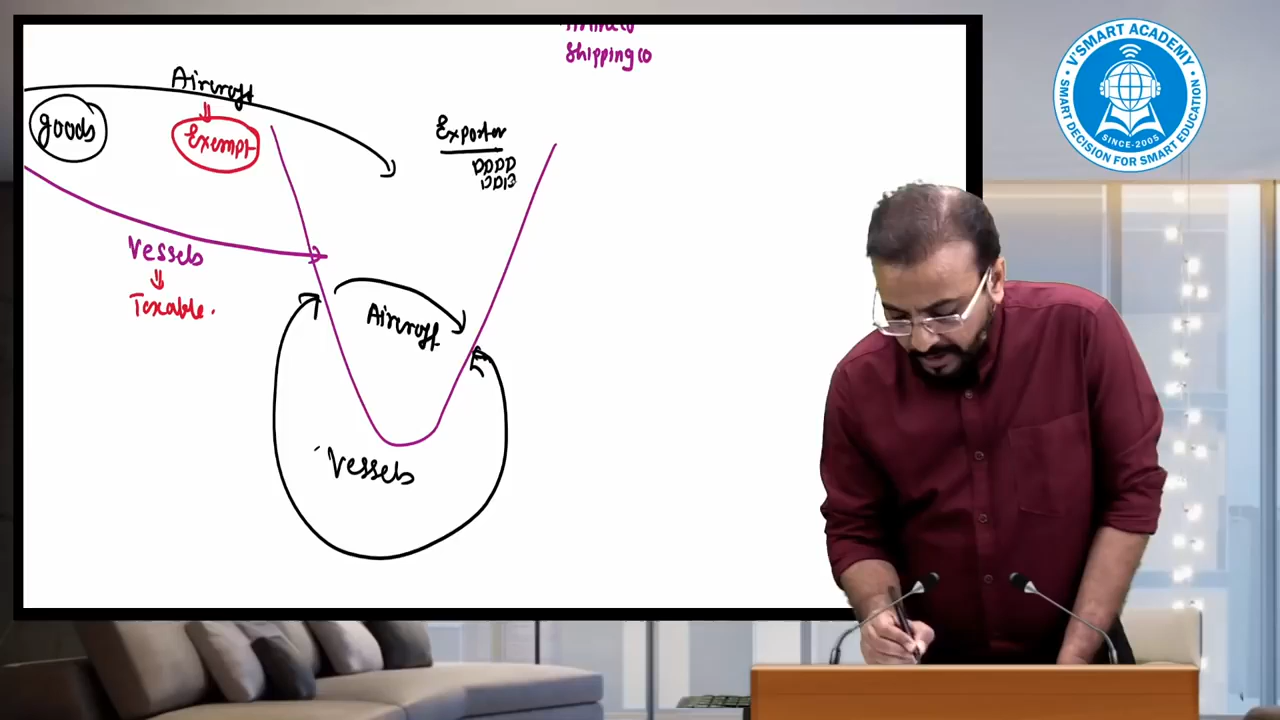 Shipping co
Aircraft
goods
Exempt
Exporter
Vessels
Taxable.
Aircraft
Vessels
V'SMART ACADEMY
SMART DECISION FOR SMART EDUCATION
SINCE-2005